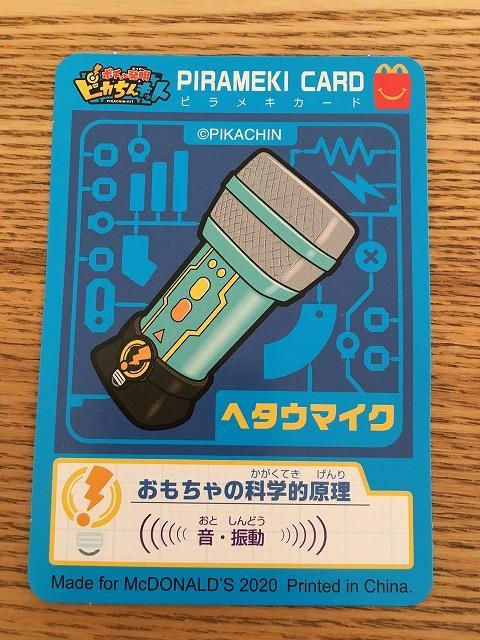 ポチっと発明
ピカちんキット
PIKACHIN-KIT
PIRAMEKI CARD
ピラメキカード
©PIKACHIN
ヘタウマイク
かがくてき げんり
おもちゃの科学的原理
おと しんどう
音・振動
Made for McDONALD'S 2020 Printed in China.